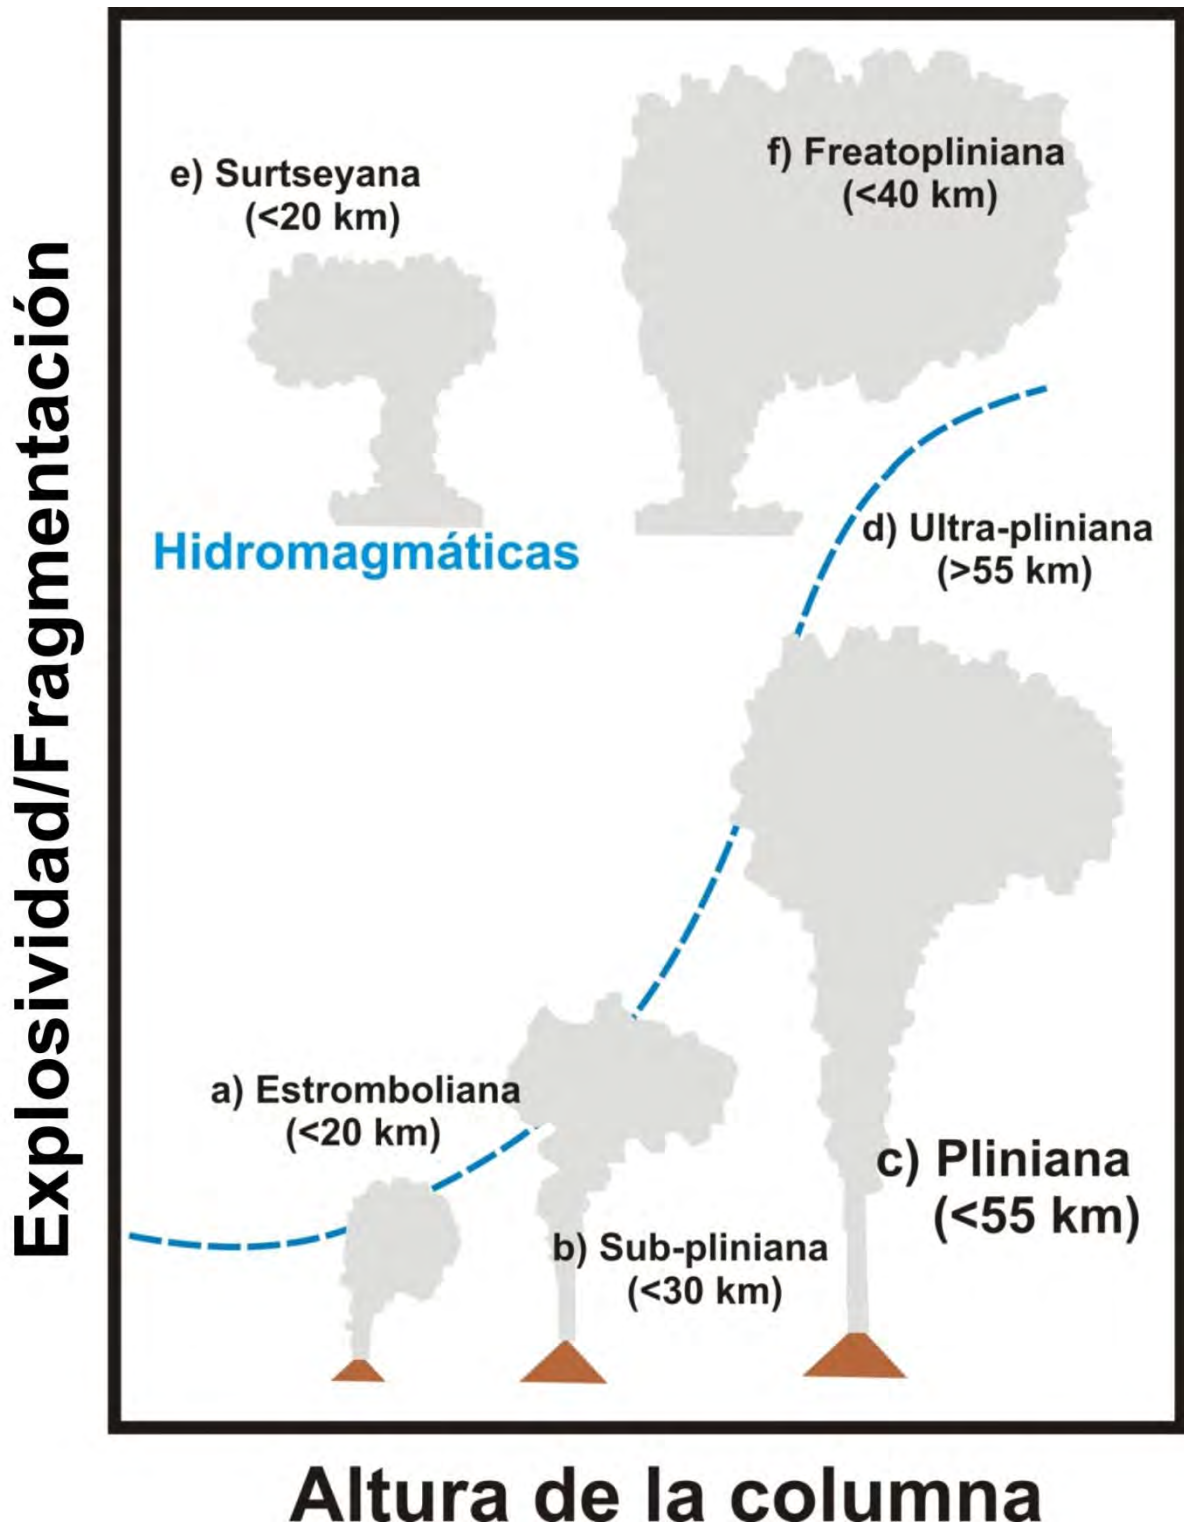 Explosividad/Fragmentación
e) Surtseyana
(<20 km)
f) Freatopliniana
(<40 km)
Hidromagmáticas
d) Ultra-pliniana
(>55 km)
a) Estromboliana
(<20 km)
c) Pliniana
(<55 km)
b) Sub-pliniana
(<30 km)
Altura de la columna